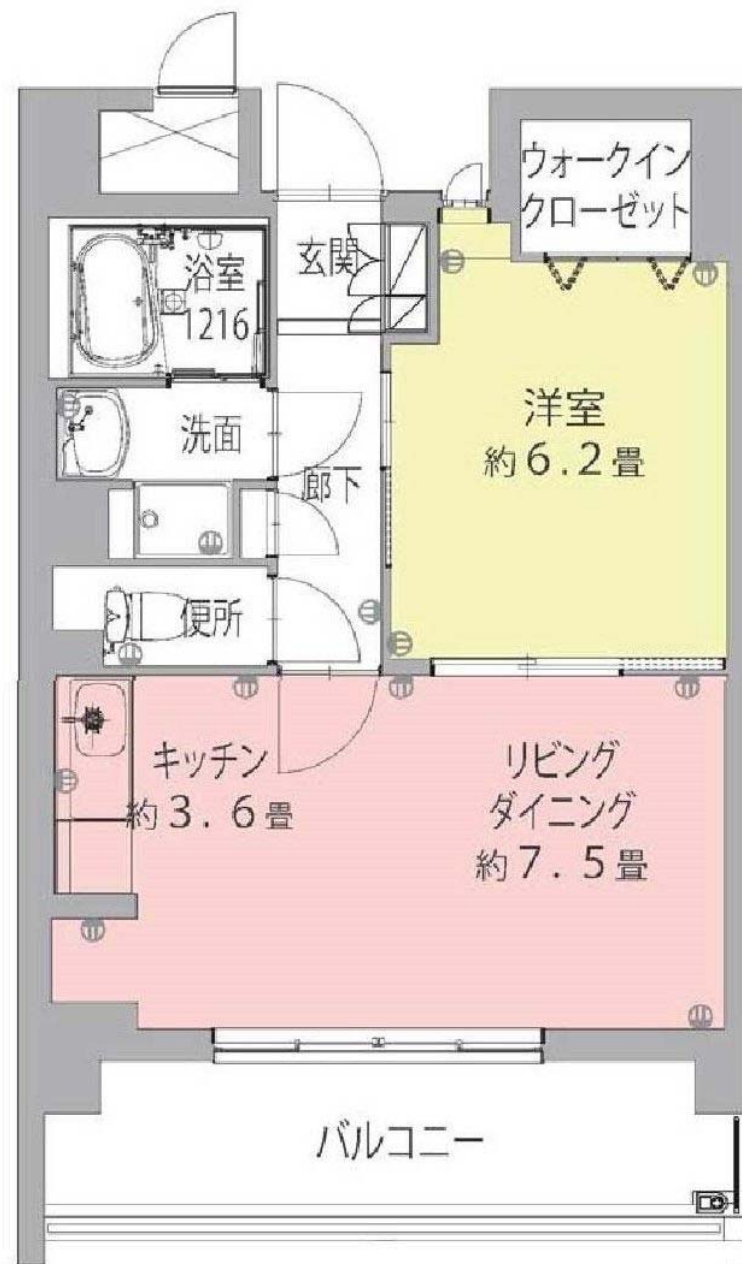 ウォークイン
クローゼット
浴室
1216
玄関
洋室
約6.2畳
洗面
廊下
便所
キッチン
約3.6畳
リビング
ダイニング
約7.5畳
バルコニー